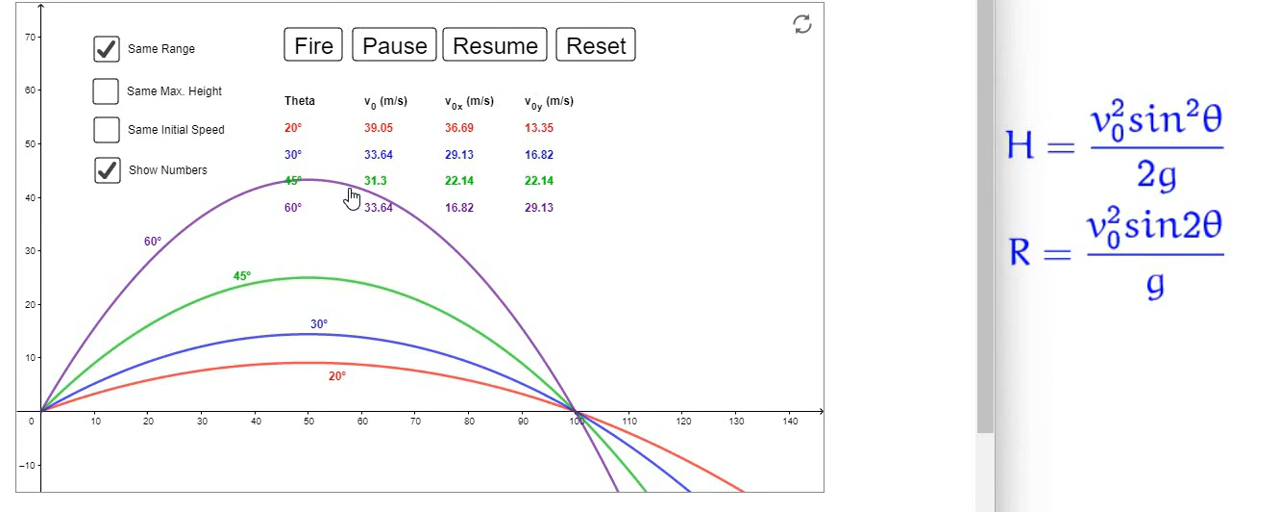 Fire Pause Resume Reset
Same Range
Same Max. Height
Same Initial Speed
Show Numbers
Theta v₀ (m/s) v₀ₓ (m/s) v₀ᵧ (m/s)
20° 39.05 36.69 13.35
30° 33.64 29.13 16.82
45° 31.3 22.14 22.14
60° 33.64 16.82 29.13
60°
45°
30°
20°
70
60
50
40
30
20
10
0 10 20 30 40 50 60 70 80 90 100 110 120 130 140
−10
H = v₀²sin²θ / 2g
R = v₀²sin2θ / g